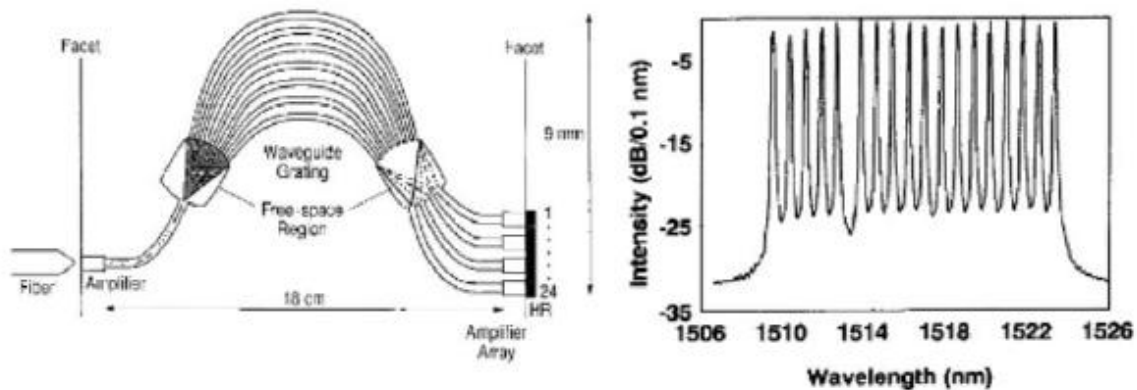 Facet
Facet
9 mm
Waveguide
Grating
Free-space
Region
1
24
HR
Fiber
Amplifier
18 cm
Amplifier
Array
Intensity (dB/0.1 nm)
-5
-15
-25
-35
1506 1510 1514 1518 1522 1526
Wavelength (nm)